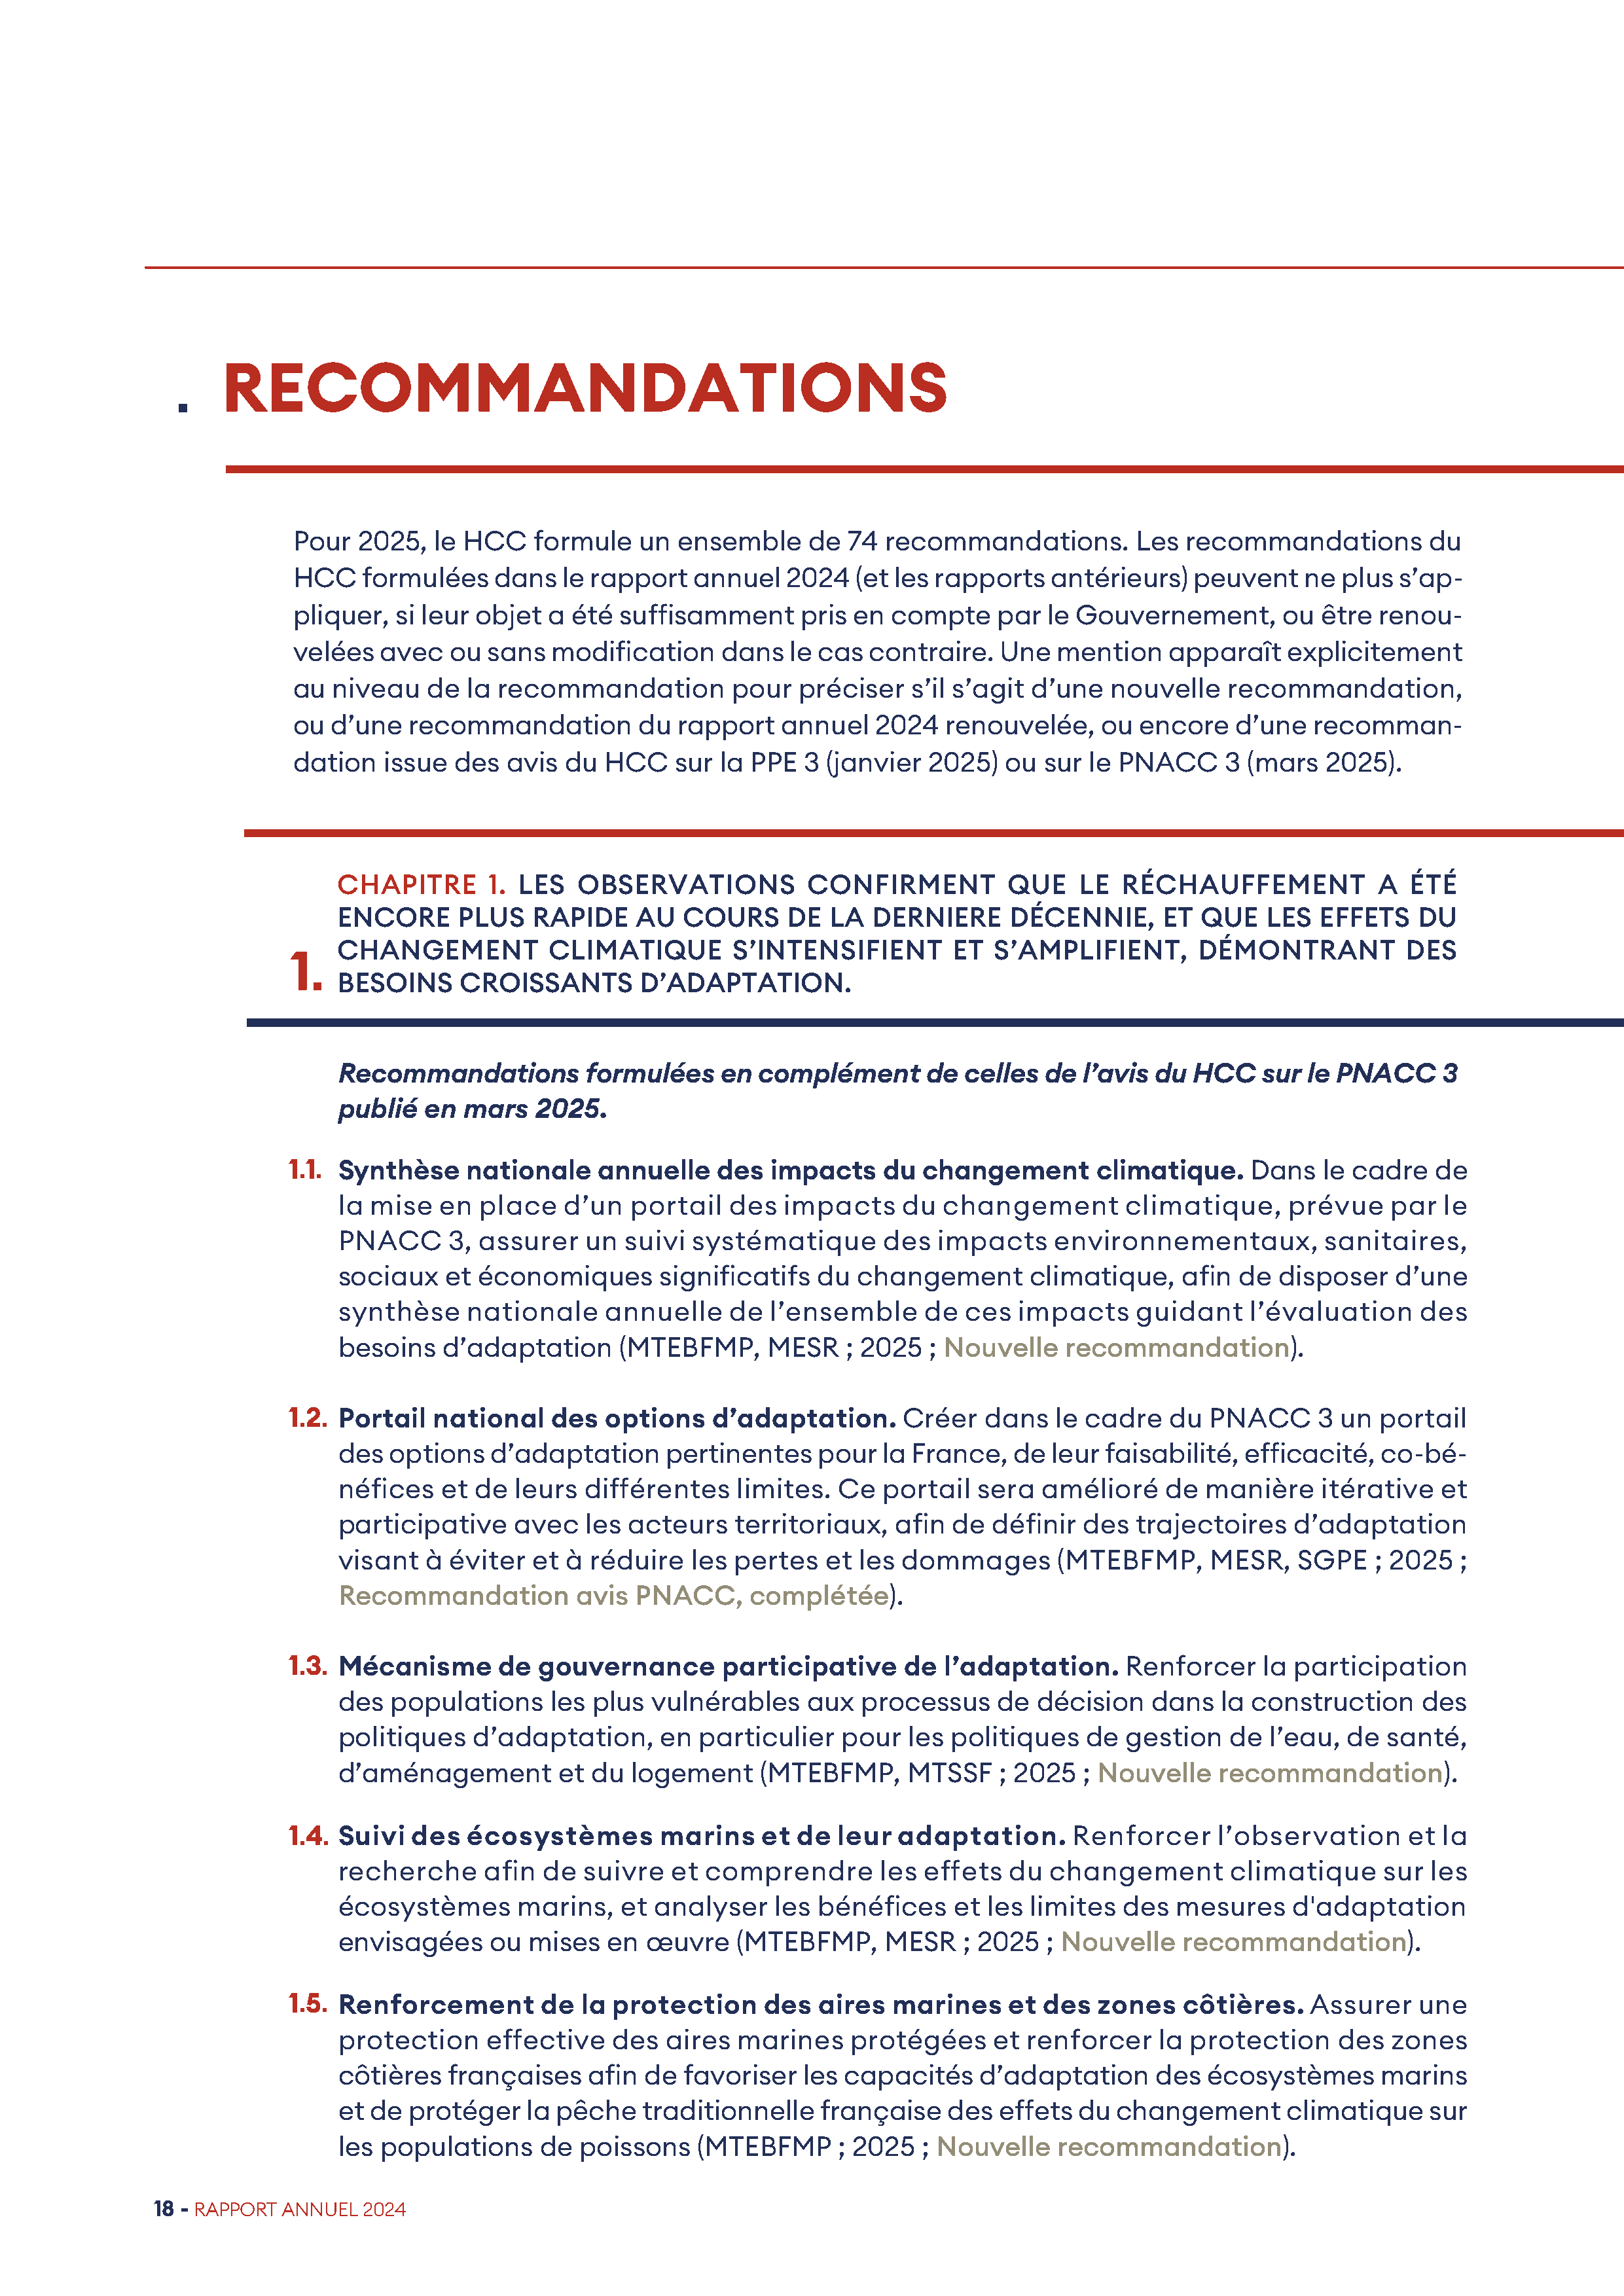 . RECOMMANDATIONS
Pour 2025, le HCC formule un ensemble de 74 recommandations. Les recommandations du
HCC formulées dans le rapport annuel 2024 (et les rapports antérieurs) peuvent ne plus s’ap-
pliquer, si leur objet a été suffisamment pris en compte par le Gouvernement, ou être renou-
velées avec ou sans modification dans le cas contraire. Une mention apparaît explicitement
au niveau de la recommandation pour préciser s’il s’agit d’une nouvelle recommandation,
ou d’une recommandation du rapport annuel 2024 renouvelée, ou encore d’une recomman-
dation issue des avis du HCC sur la PPE 3 (janvier 2025) ou sur le PNACC 3 (mars 2025).
CHAPITRE 1. LES OBSERVATIONS CONFIRMENT QUE LE RÉCHAUFFEMENT A ÉTÉ
ENCORE PLUS RAPIDE AU COURS DE LA DERNIERE DÉCENNIE, ET QUE LES EFFETS DU
CHANGEMENT CLIMATIQUE S’INTENSIFIENT ET S’AMPLIFIENT, DÉMONTRANT DES
1. BESOINS CROISSANTS D’ADAPTATION.
Recommandations formulées en complément de celles de l’avis du HCC sur le PNACC 3
publié en mars 2025.
1.1. Synthèse nationale annuelle des impacts du changement climatique. Dans le cadre de
la mise en place d’un portail des impacts du changement climatique, prévue par le
PNACC 3, assurer un suivi systématique des impacts environnementaux, sanitaires,
sociaux et économiques significatifs du changement climatique, afin de disposer d’une
synthèse nationale annuelle de l’ensemble de ces impacts guidant l’évaluation des
besoins d’adaptation (MTEBFMP, MESR ; 2025 ; Nouvelle recommandation).
1.2. Portail national des options d’adaptation. Créer dans le cadre du PNACC 3 un portail
des options d’adaptation pertinentes pour la France, de leur faisabilité, efficacité, co-bé-
néfices et de leurs différentes limites. Ce portail sera amélioré de manière itérative et
participative avec les acteurs territoriaux, afin de définir des trajectoires d’adaptation
visant à éviter et à réduire les pertes et les dommages (MTEBFMP, MESR, SGPE ; 2025 ;
Recommandation avis PNACC, complétée).
1.3. Mécanisme de gouvernance participative de l’adaptation. Renforcer la participation
des populations les plus vulnérables aux processus de décision dans la construction des
politiques d’adaptation, en particulier pour les politiques de gestion de l’eau, de santé,
d’aménagement et du logement (MTEBFMP, MTSSF ; 2025 ; Nouvelle recommandation).
1.4. Suivi des écosystèmes marins et de leur adaptation. Renforcer l’observation et la
recherche afin de suivre et comprendre les effets du changement climatique sur les
écosystèmes marins, et analyser les bénéfices et les limites des mesures d'adaptation
envisagées ou mises en œuvre (MTEBFMP, MESR ; 2025 ; Nouvelle recommandation).
1.5. Renforcement de la protection des aires marines et des zones côtières. Assurer une
protection effective des aires marines protégées et renforcer la protection des zones
côtières françaises afin de favoriser les capacités d’adaptation des écosystèmes marins
et de protéger la pêche traditionnelle française des effets du changement climatique sur
les populations de poissons (MTEBFMP ; 2025 ; Nouvelle recommandation).
18 - RAPPORT ANNUEL 2024